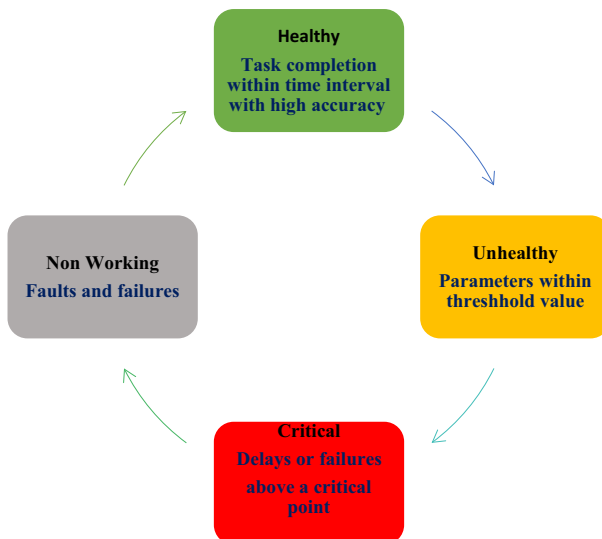 Healthy
Task completion
within time interval
with high accuracy
Non Working
Faults and failures
Unhealthy
Parameters within
threshhold value
Critical
Delays or failures
above a critical
point